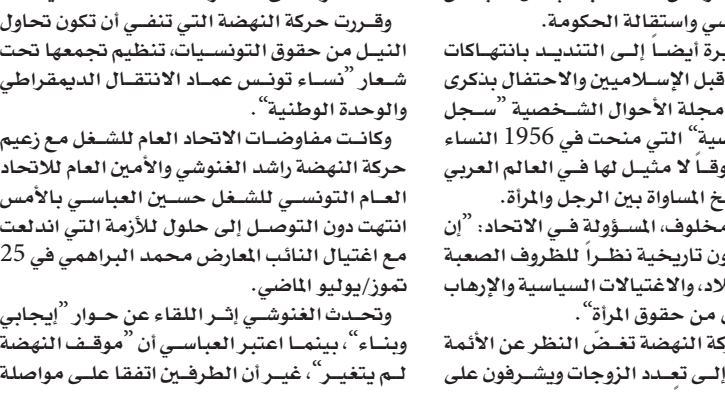 سي واستقالة الحكومة.
يرة أيضاً إلى التنديد بانتهاكات
قبل الإسلاميين والاحتفال بذكرى
مجلة الأحوال الشخصية ”سجل
سية“ التي منحت في 1956 النساء
وقاً لا مثيل لها في العالم العربي
خ المساواة بين الرجل والمرأة.
مخلوف، المسؤولة في الاتحاد: ”إن
ون تاريخية نظراً للظروف الصعبة
لاد، والاغتيالات السياسية والإرهاب
من حقوق المرأة“.
كة النهضة تغضّ النظر عن الأئمة
إلى تعدد الزوجات ويشرفون على
وقررت حركة النهضة التي تنفي أن تكون تحاول
النيل من حقوق التونسيات، تنظيم تجمعها تحت
شعار ”نساء تونس عماد الانتقال الديمقراطي
والوحدة الوطنية“.
وكانت مفاوضات الاتحاد العام للشغل مع زعيم
حركة النهضة راشد الغنوشي والأمين العام للاتحاد
العام التونسي للشغل حسين العباسي بالأمس
انتهت دون التوصل إلى حلول للأزمة التي اندلعت
مع اغتيال النائب المعارض محمد البراهمي في 25
تموز/يوليو الماضي.
وتحدث الغنوشي إثر اللقاء عن حوار ”إيجابي
وبناء“، بينما اعتبر العباسي أن ”موقف النهضة
لم يتغير“، غير أن الطرفين اتفقا على مواصلة